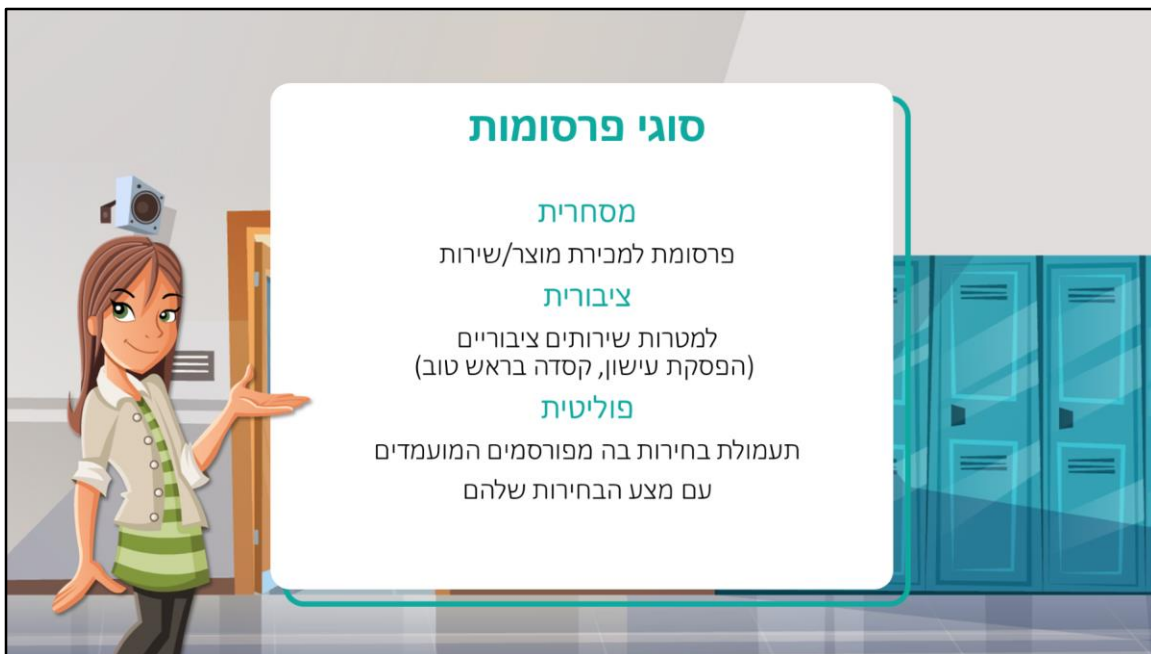 סוגי פרסומות
מסחרית
פרסומת למכירת מוצר/שירות
ציבורית
למטרות שירותים ציבוריים
(הפסקת עישון, קסדה בראש טוב)
פוליטית
תעמולת בחירות בה מפורסמים המועמדים
עם מצע הבחירות שלהם